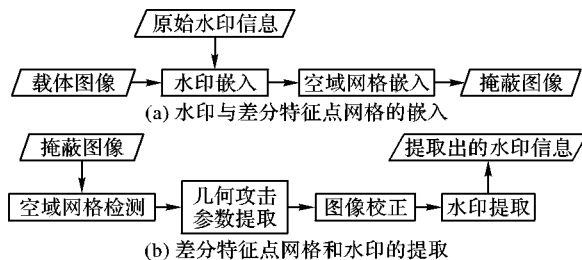 原始水印信息
载体图像
水印嵌入
空域网格嵌入
掩蔽图像
(a) 水印与差分特征点网格的嵌入
掩蔽图像
提取出的水印信息
空域网格检测
几何攻击
参数提取
图像校正
水印提取
(b) 差分特征点网格和水印的提取